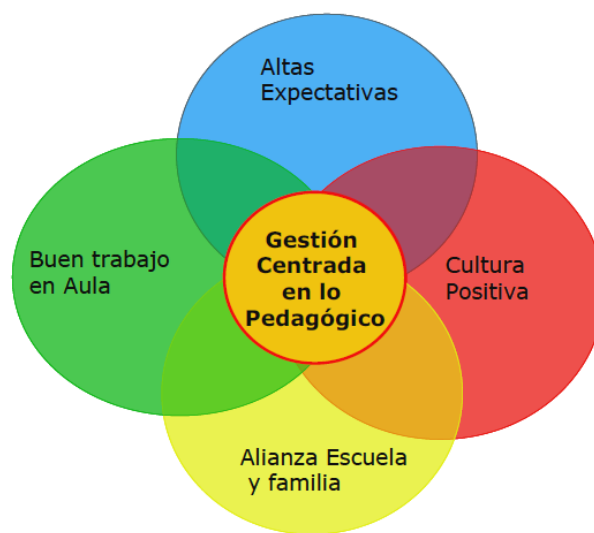 Altas
Expectativas
Buen trabajo
en Aula
Gestión
Centrada
en lo
Pedagógico
Cultura
Positiva
Alianza Escuela
y familia